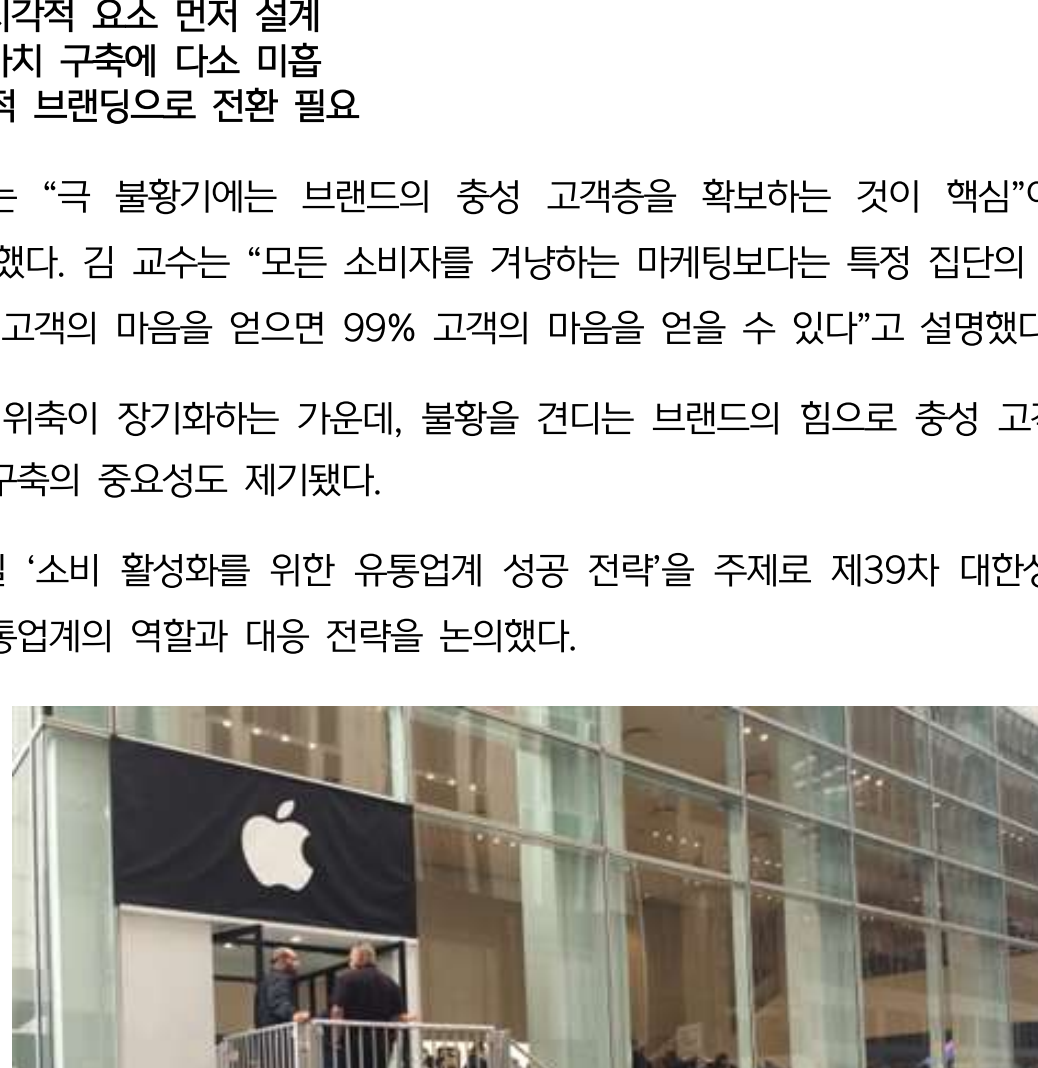 시각적 요소 먼저 설계
가치 구축에 다소 미흡
적 브랜딩으로 전환 필요
는 “극 불황기에는 브랜드의 충성 고객층을 확보하는 것이 핵심”이
했다. 김 교수는 “모든 소비자를 겨냥하는 마케팅보다는 특정 집단의
고객의 마음을 얻으면 99% 고객의 마음을 얻을 수 있다”고 설명했다
위축이 장기화하는 가운데, 불황을 견디는 브랜드의 힘으로 충성 고객
구축의 중요성도 제기됐다.
‘소비 활성화를 위한 유통업계 성공 전략’을 주제로 제39차 대한상
통업계의 역할과 대응 전략을 논의했다.